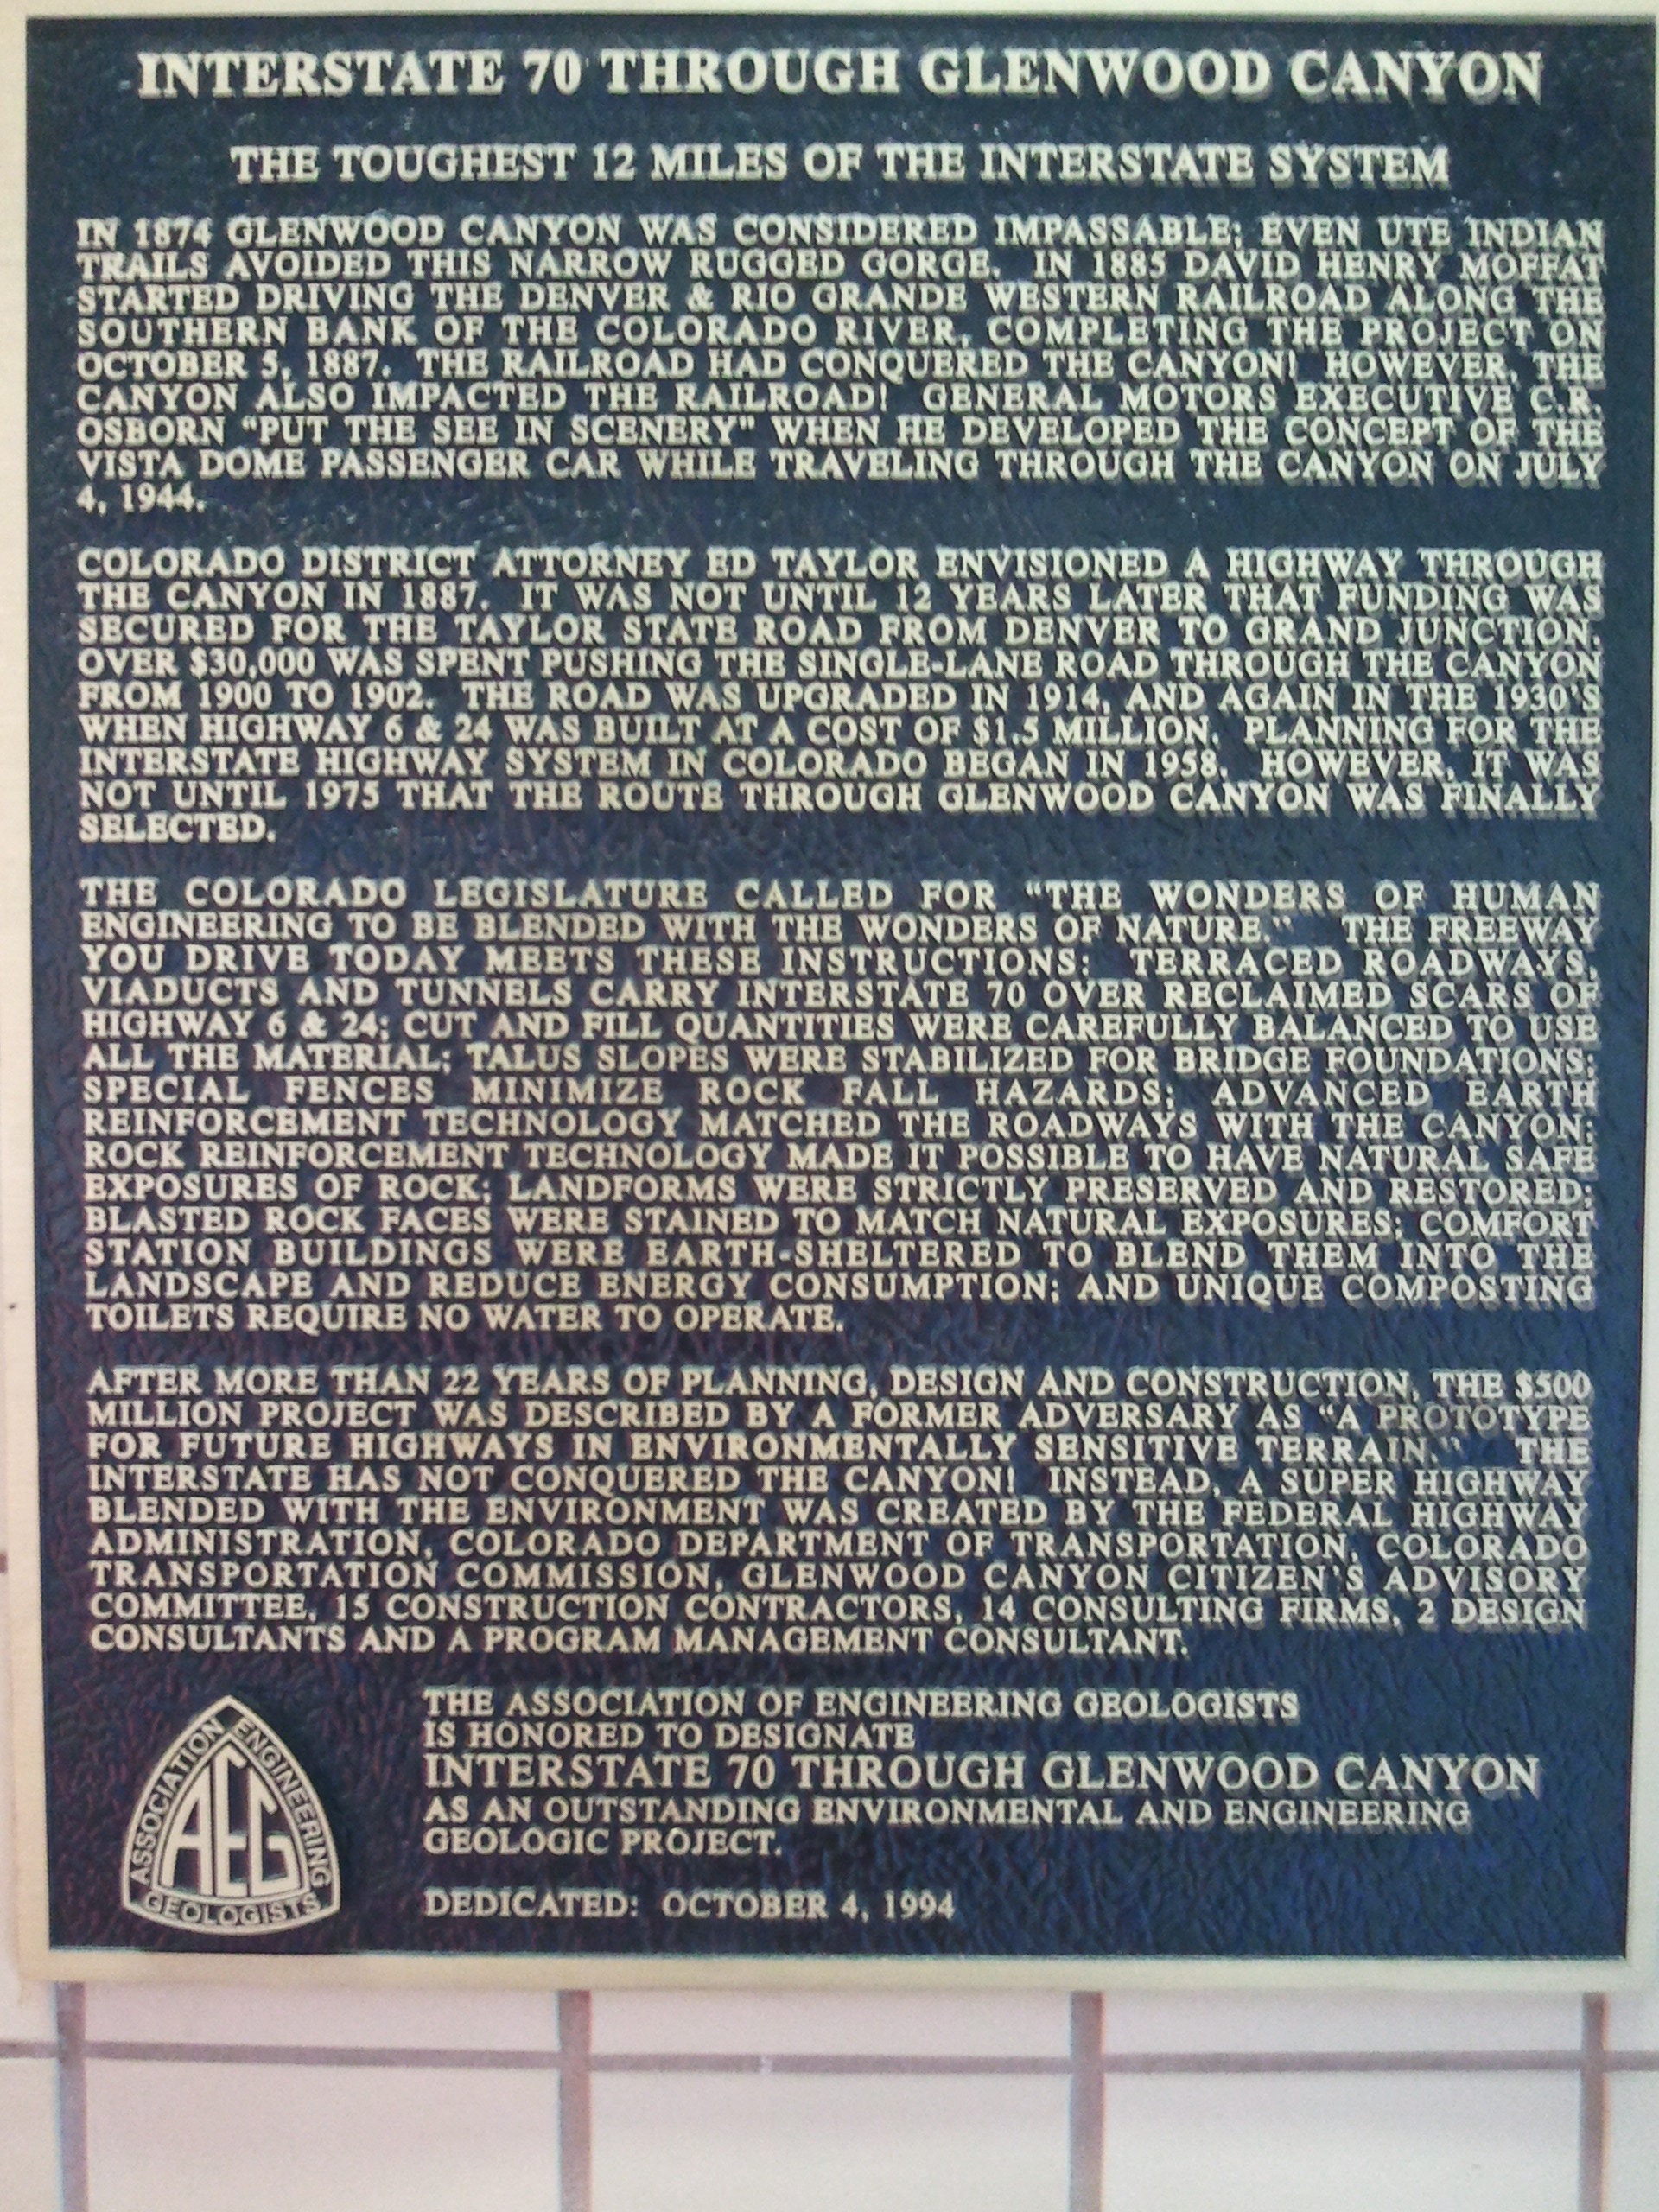 INTERSTATE 70 THROUGH GLENWOOD CANYON
THE TOUGHEST 12 MILES OF THE INTERSTATE SYSTEM
IN 1874 GLENWOOD CANYON WAS CONSIDERED IMPASSABLE; EVEN UTE INDIAN
TRAILS AVOIDED THIS NARROW RUGGED GORGE. IN 1885 DAVID HENRY MOFFAT
STARTED DRIVING THE DENVER & RIO GRANDE WESTERN RAILROAD ALONG THE
SOUTHERN BANK OF THE COLORADO RIVER, COMPLETING THE PROJECT ON
OCTOBER 5, 1887. THE RAILROAD HAD CONQUERED THE CANYON! HOWEVER, THE
CANYON ALSO IMPACTED THE RAILROAD! GENERAL MOTORS EXECUTIVE C.R.
OSBORN "PUT THE SEE IN SCENERY" WHEN HE DEVELOPED THE CONCEPT OF THE
VISTA DOME PASSENGER CAR WHILE TRAVELING THROUGH THE CANYON ON JULY
4, 1944.
COLORADO DISTRICT ATTORNEY ED TAYLOR ENVISIONED A HIGHWAY THROUGH
THE CANYON IN 1887. IT WAS NOT UNTIL 12 YEARS LATER THAT FUNDING WAS
SECURED FOR THE TAYLOR STATE ROAD FROM DENVER TO GRAND JUNCTION.
OVER $30,000 WAS SPENT PUSHING THE SINGLE-LANE ROAD THROUGH THE CANYON
FROM 1900 TO 1902. THE ROAD WAS UPGRADED IN 1914, AND AGAIN IN THE 1930'S
WHEN HIGHWAY 6 & 24 WAS BUILT AT A COST OF $1.5 MILLION. PLANNING FOR THE
INTERSTATE HIGHWAY SYSTEM IN COLORADO BEGAN IN 1958. HOWEVER, IT WAS
NOT UNTIL 1975 THAT THE ROUTE THROUGH GLENWOOD CANYON WAS FINALLY
SELECTED.
THE COLORADO LEGISLATURE CALLED FOR "THE WONDERS OF HUMAN
ENGINEERING TO BE BLENDED WITH THE WONDERS OF NATURE." THE FREEWAY
YOU DRIVE TODAY MEETS THESE INSTRUCTIONS: TERRACED ROADWAYS,
VIADUCTS AND TUNNELS CARRY INTERSTATE 70 OVER RECLAIMED SCARS OF
HIGHWAY 6 & 24; CUT AND FILL QUANTITIES WERE CAREFULLY BALANCED TO USE
ALL THE MATERIAL; TALUS SLOPES WERE STABILIZED FOR BRIDGE FOUNDATIONS;
SPECIAL FENCES MINIMIZE ROCK FALL HAZARDS; ADVANCED EARTH
REINFORCEMENT TECHNOLOGY MATCHED THE ROADWAYS WITH THE CANYON;
ROCK REINFORCEMENT TECHNOLOGY MADE IT POSSIBLE TO HAVE NATURAL SAFE
EXPOSURES OF ROCK; LANDFORMS WERE STRICTLY PRESERVED AND RESTORED;
BLASTED ROCK FACES WERE STAINED TO MATCH NATURAL EXPOSURES; COMFORT
STATION BUILDINGS WERE EARTH-SHELTERED TO BLEND THEM INTO THE
LANDSCAPE AND REDUCE ENERGY CONSUMPTION; AND UNIQUE COMPOSTING
TOILETS REQUIRE NO WATER TO OPERATE.
AFTER MORE THAN 22 YEARS OF PLANNING, DESIGN AND CONSTRUCTION, THE $500
MILLION PROJECT WAS DESCRIBED BY A FORMER ADVERSARY AS "A PROTOTYPE
FOR FUTURE HIGHWAYS IN ENVIRONMENTALLY SENSITIVE TERRAIN." THE
INTERSTATE HAS NOT CONQUERED THE CANYON! INSTEAD, A SUPER HIGHWAY
BLENDED WITH THE ENVIRONMENT WAS CREATED BY THE FEDERAL HIGHWAY
ADMINISTRATION, COLORADO DEPARTMENT OF TRANSPORTATION, COLORADO
TRANSPORTATION COMMISSION, GLENWOOD CANYON CITIZEN'S ADVISORY
COMMITTEE, 15 CONSTRUCTION CONTRACTORS, 14 CONSULTING FIRMS, 2 DESIGN
CONSULTANTS AND A PROGRAM MANAGEMENT CONSULTANT.
THE ASSOCIATION OF ENGINEERING GEOLOGISTS
IS HONORED TO DESIGNATE
INTERSTATE 70 THROUGH GLENWOOD CANYON
AS AN OUTSTANDING ENVIRONMENTAL AND ENGINEERING
GEOLOGIC PROJECT.
DEDICATED: OCTOBER 4, 1994
ASSOCIATION ENGINEERING
AEG
GEOLOGISTS